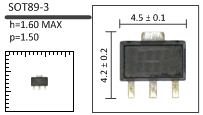 SOT89-3
h=1.60 MAX
p=1.50
4.5 ± 0.1
4.2 ± 0.2